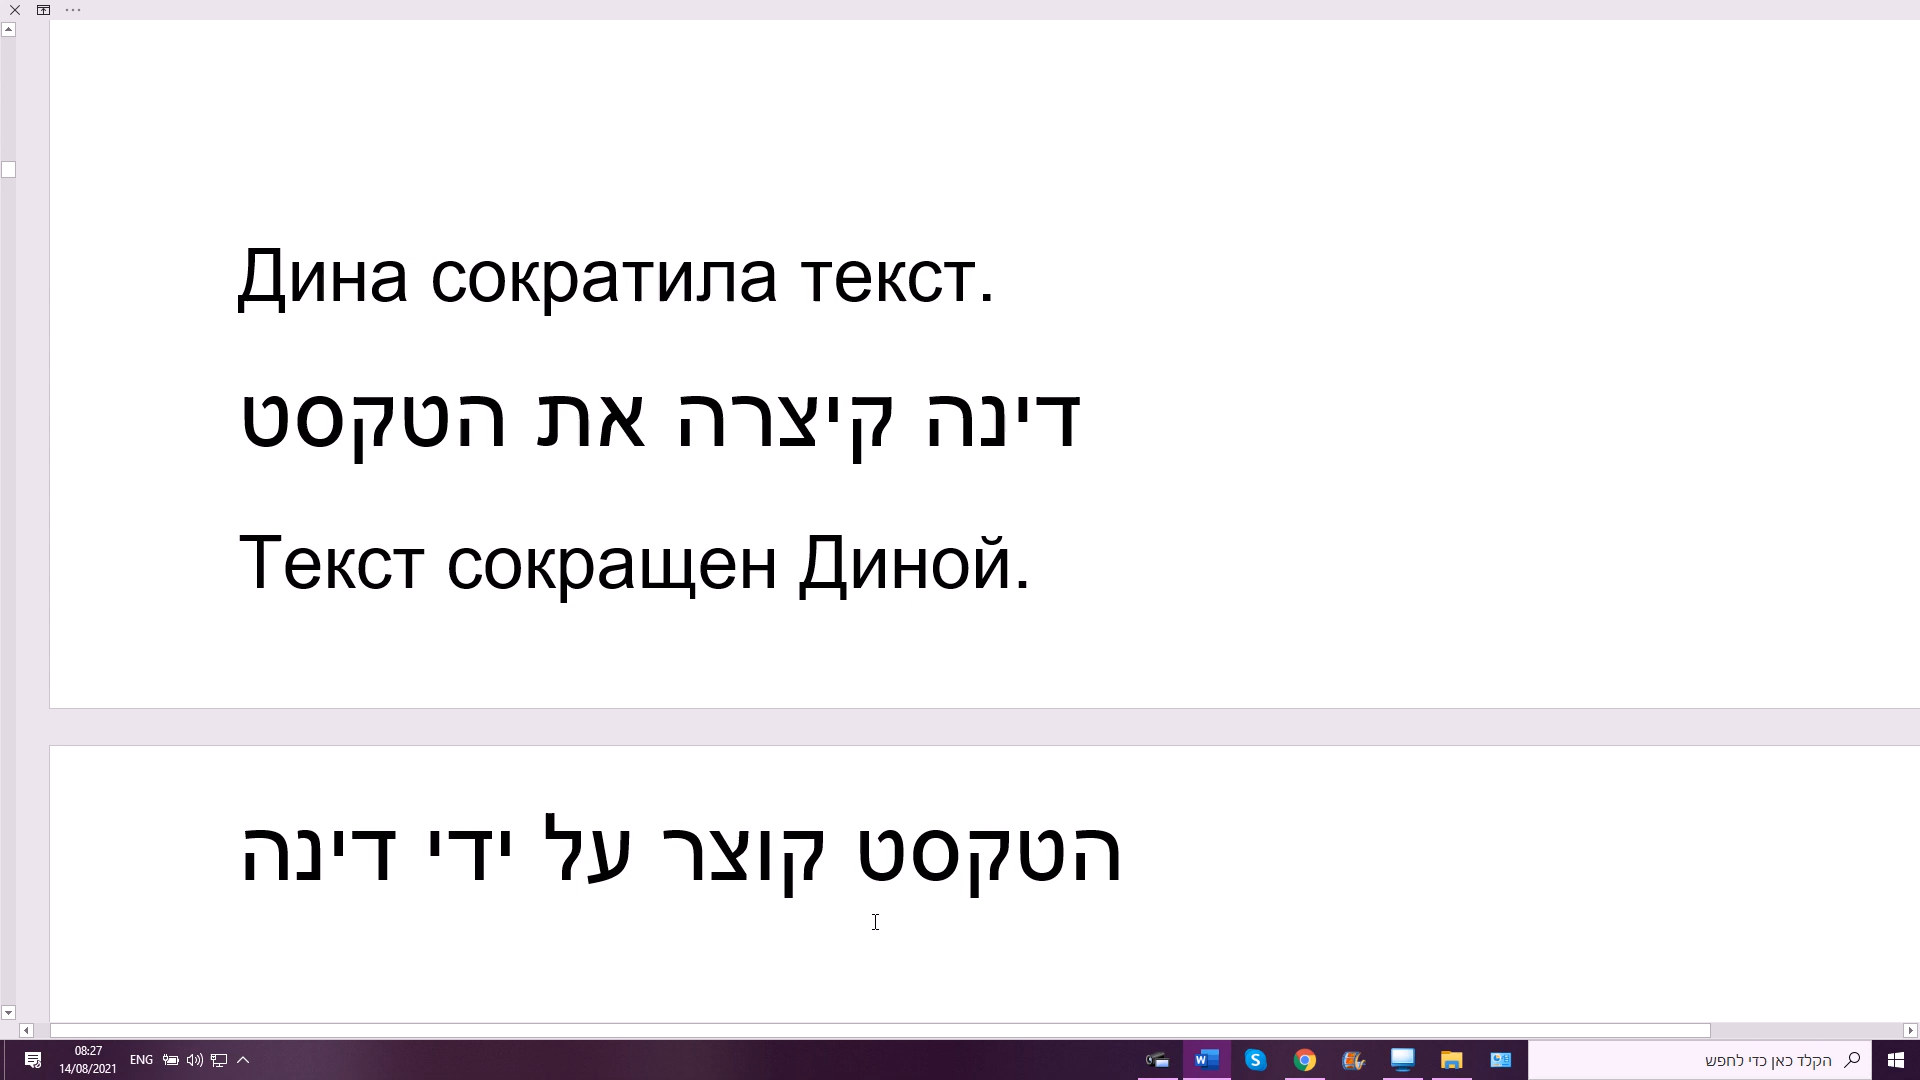 Дина сократила текст.
דינה קיצרה את הטקסט
Текст сокращен Диной.
הטקסט קוצר על ידי דינה
08:27
14/08/2021
ENG
הקלד כאן כדי לחפש